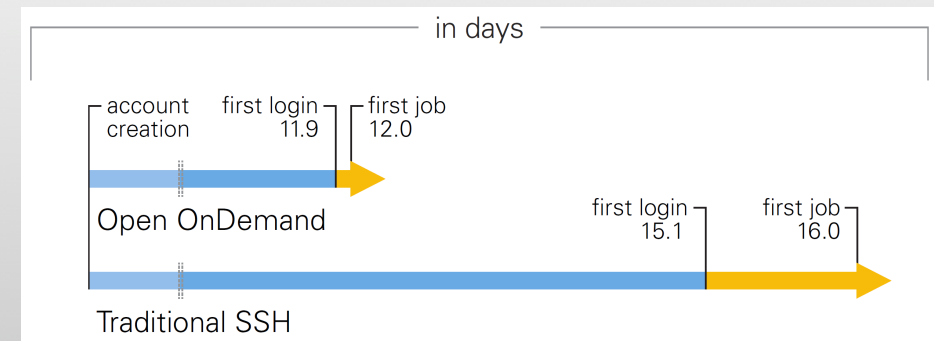 in days
account
creation
first login
11.9
first job
12.0
Open OnDemand
first login
15.1
first job
16.0
Traditional SSH